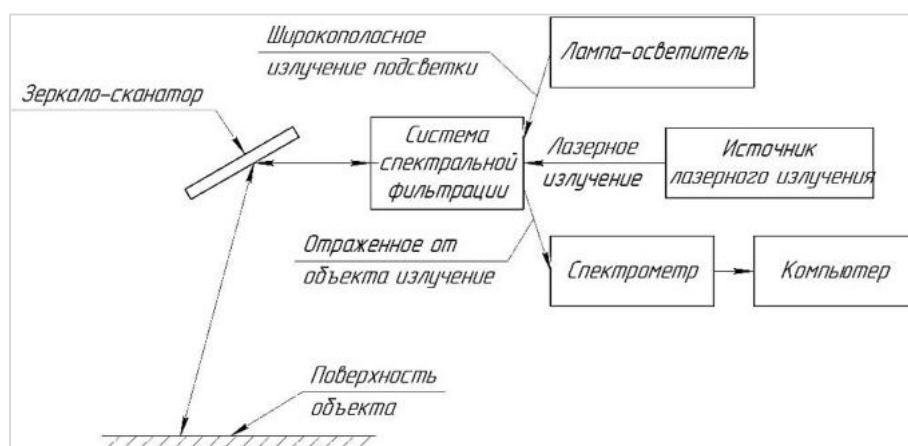 Широкополосное
излучение подсветки
Лампа-осветитель
Зеркало-сканатор
Система
спектральной
фильтрации
Лазерное
излучение
Источник
лазерного излучения
Отраженное от
объекта излучение
Спектрометр
Компьютер
Поверхность
объекта